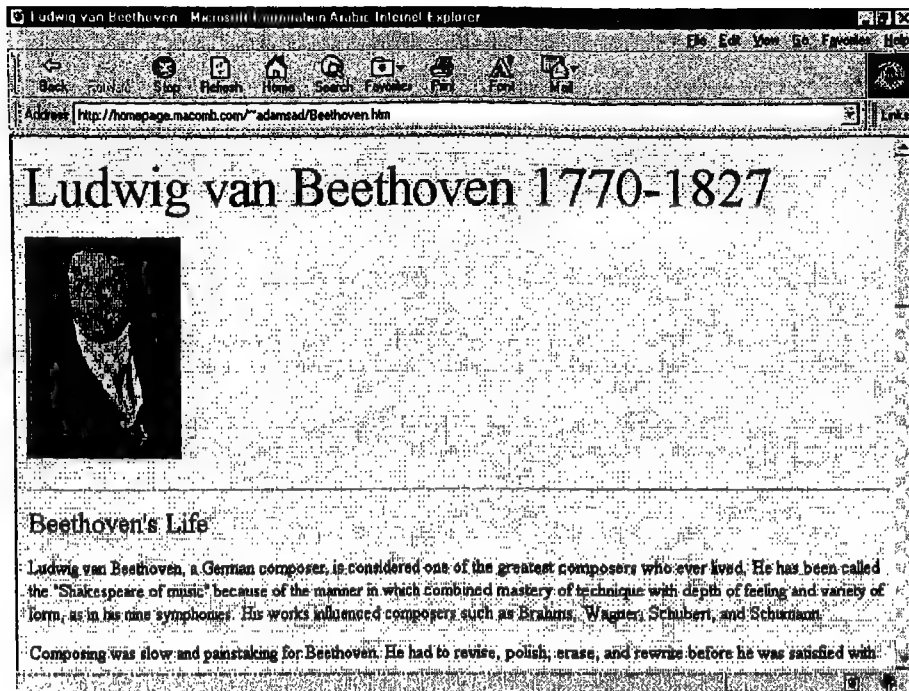 Ludwig van Beethoven - Microsoft Arabic Internet Explorer
File Edit View Go Favorites Help
Back Forward Stop Refresh Home Search Favorites Print Font Mail
Address http://homepage.macomb.com/~adamsad/Beethoven.htm Links
Ludwig van Beethoven 1770-1827
Beethoven's Life
Ludwig van Beethoven, a German composer, is considered one of the greatest composers who ever lived. He has been called
the "Shakespeare of music" because of the manner in which combined mastery of technique with depth of feeling and variety of
form, as in his nine symphonies. His works influenced composers such as Brahms, Wagner, Schubert, and Schumann.
Composing was slow and painstaking for Beethoven. He had to revise, polish, erase, and rewrite before he was satisfied with